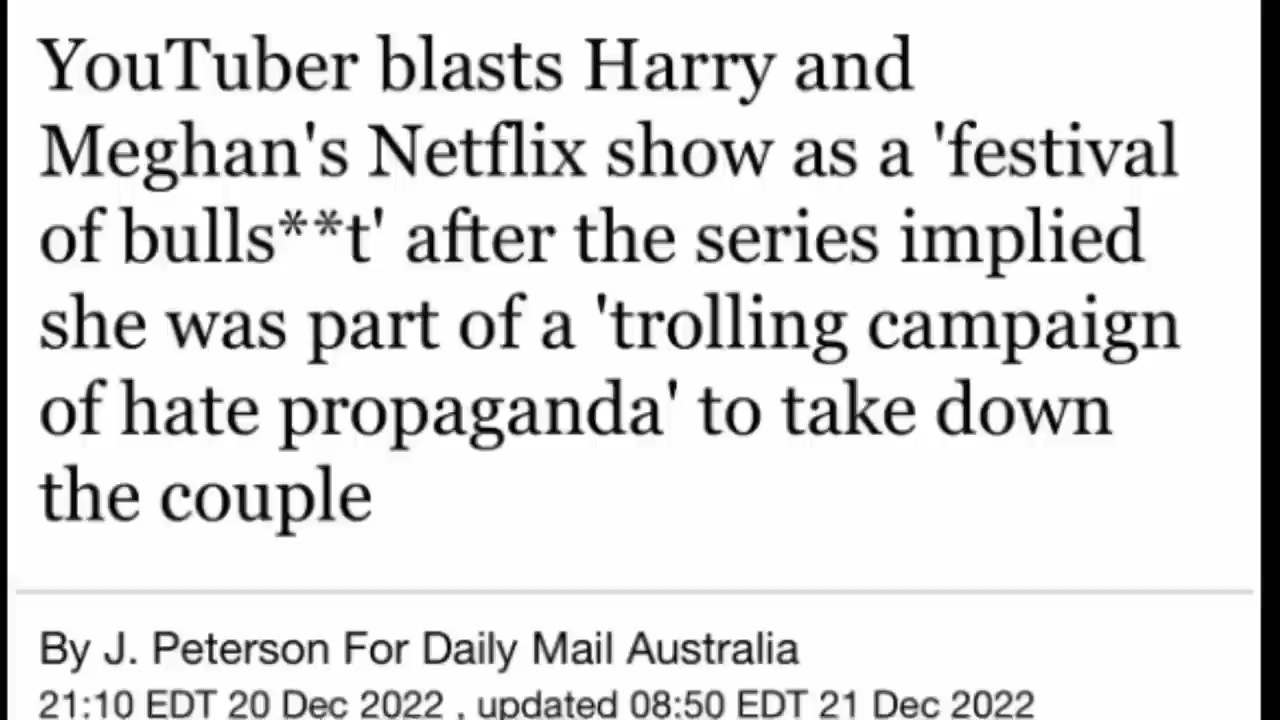 YouTuber blasts Harry and
Meghan's Netflix show as a 'festival
of bulls**t' after the series implied
she was part of a 'trolling campaign
of hate propaganda' to take down
the couple
By J. Peterson For Daily Mail Australia
21:10 EDT 20 Dec 2022 , updated 08:50 EDT 21 Dec 2022